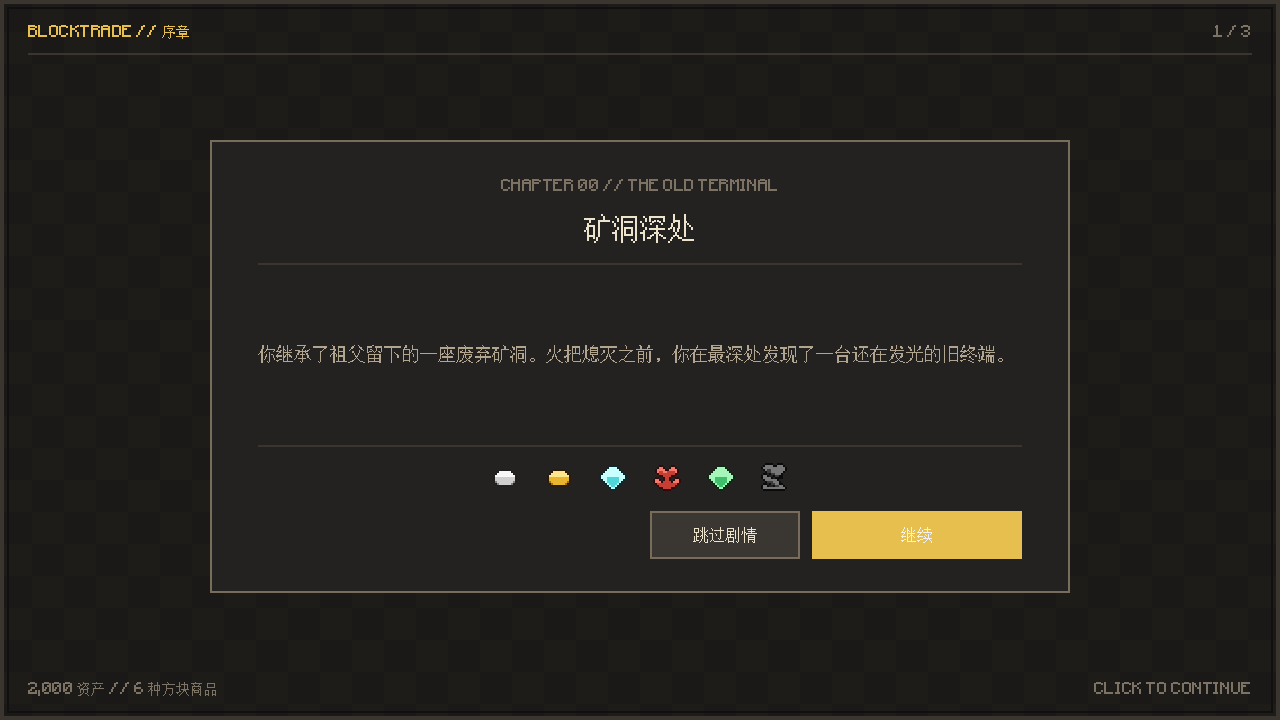 BLOCKTRADE // 序章
1 / 3
CHAPTER 00 // THE OLD TERMINAL
矿洞深处
你继承了祖父留下的一座废弃矿洞。火把熄灭之前，你在最深处发现了一台还在发光的旧终端。
跳过剧情
继续
2,000 资产 // 6 种方块商品
CLICK TO CONTINUE